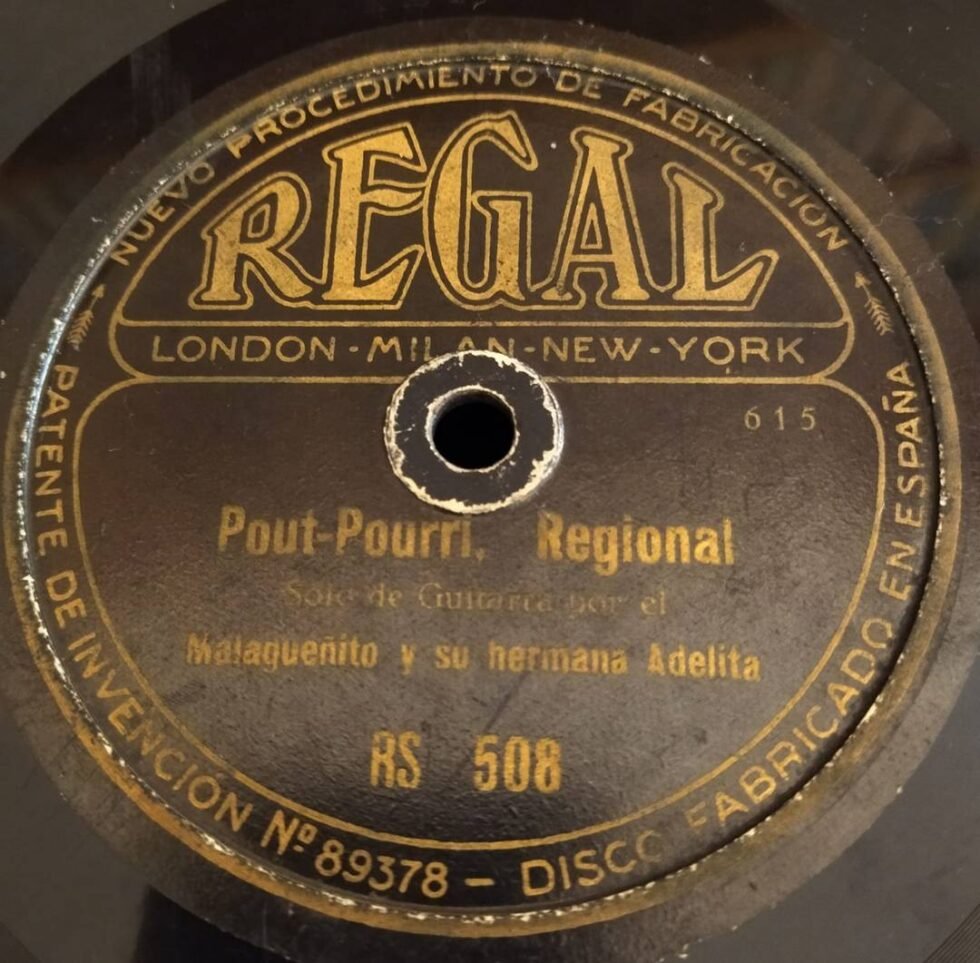 NUEVO PROCEDIMIENTO DE FABRICACIÓN
REGAL
LONDON-MILAN-NEW-YORK
615
Pout-Pourri, Regional
Solo de Guitarra por el
Malagueñito y su hermana Adelita
RS 508
PATENTE DE INVENCIÓN Nº 89378 - DISCO FABRICADO EN ESPAÑA